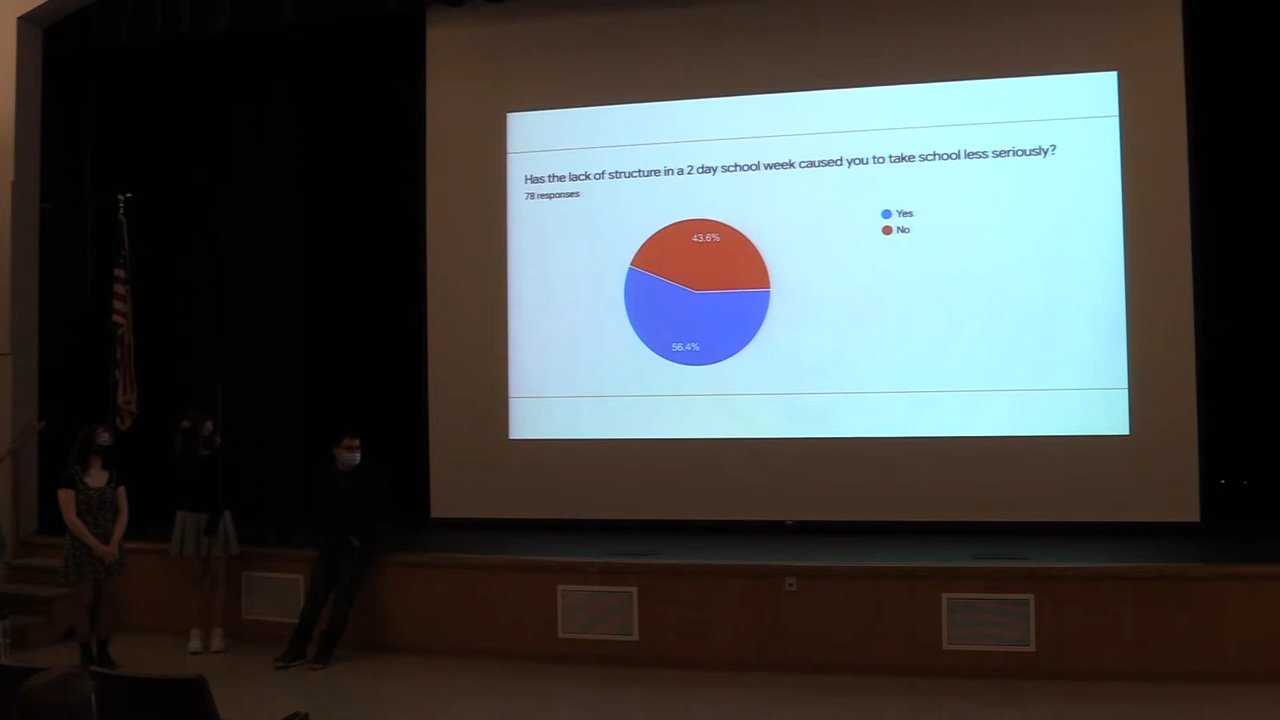 Has the lack of structure in a 2 day school week caused you to take school less seriously?
78 responses
Yes
No
43.6%
56.4%